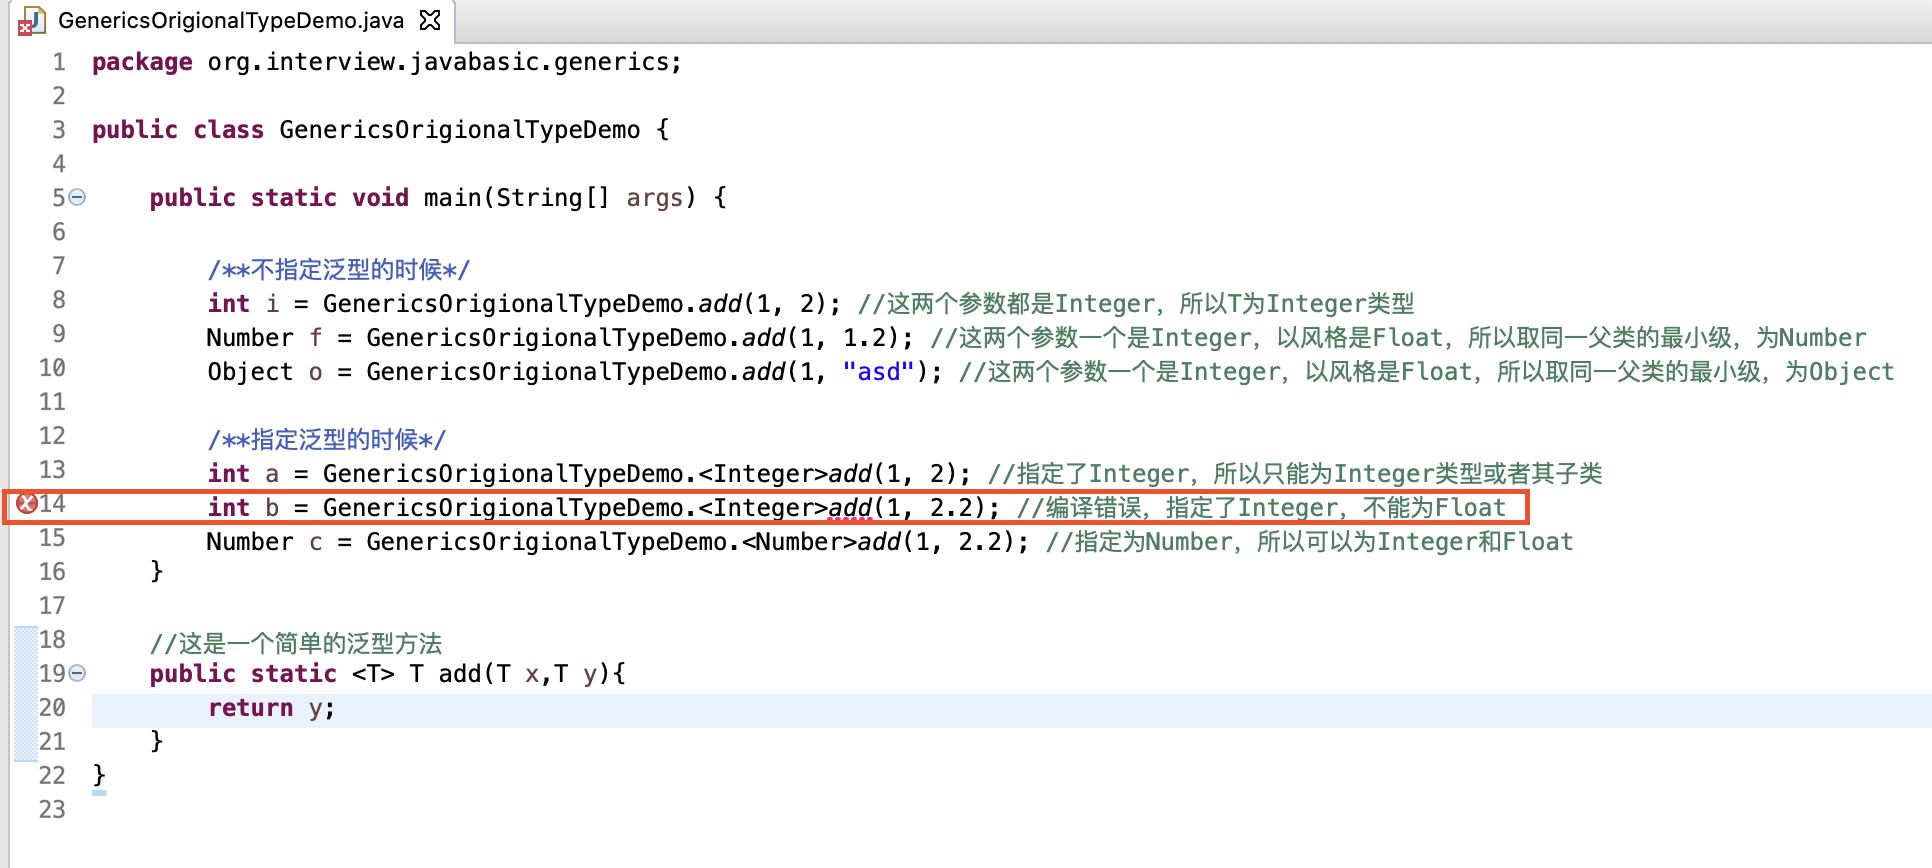 GenericsOrigionalTypeDemo.java
1 package org.interview.javabasic.generics;
2
3 public class GenericsOrigionalTypeDemo {
4
5     public static void main(String[] args) {
6
7         /**不指定泛型的时候*/
8         int i = GenericsOrigionalTypeDemo.add(1, 2); //这两个参数都是Integer，所以T为Integer类型
9         Number f = GenericsOrigionalTypeDemo.add(1, 1.2); //这两个参数一个是Integer，以风格是Float，所以取同一父类的最小级，为Number
10         Object o = GenericsOrigionalTypeDemo.add(1, "asd"); //这两个参数一个是Integer，以风格是Float，所以取同一父类的最小级，为Object
11
12         /**指定泛型的时候*/
13         int a = GenericsOrigionalTypeDemo.<Integer>add(1, 2); //指定了Integer，所以只能为Integer类型或者其子类
14         int b = GenericsOrigionalTypeDemo.<Integer>add(1, 2.2); //编译错误，指定了Integer，不能为Float
15         Number c = GenericsOrigionalTypeDemo.<Number>add(1, 2.2); //指定为Number，所以可以为Integer和Float
16     }
17
18     //这是一个简单的泛型方法
19     public static <T> T add(T x,T y){
20         return y;
21     }
22 }
23